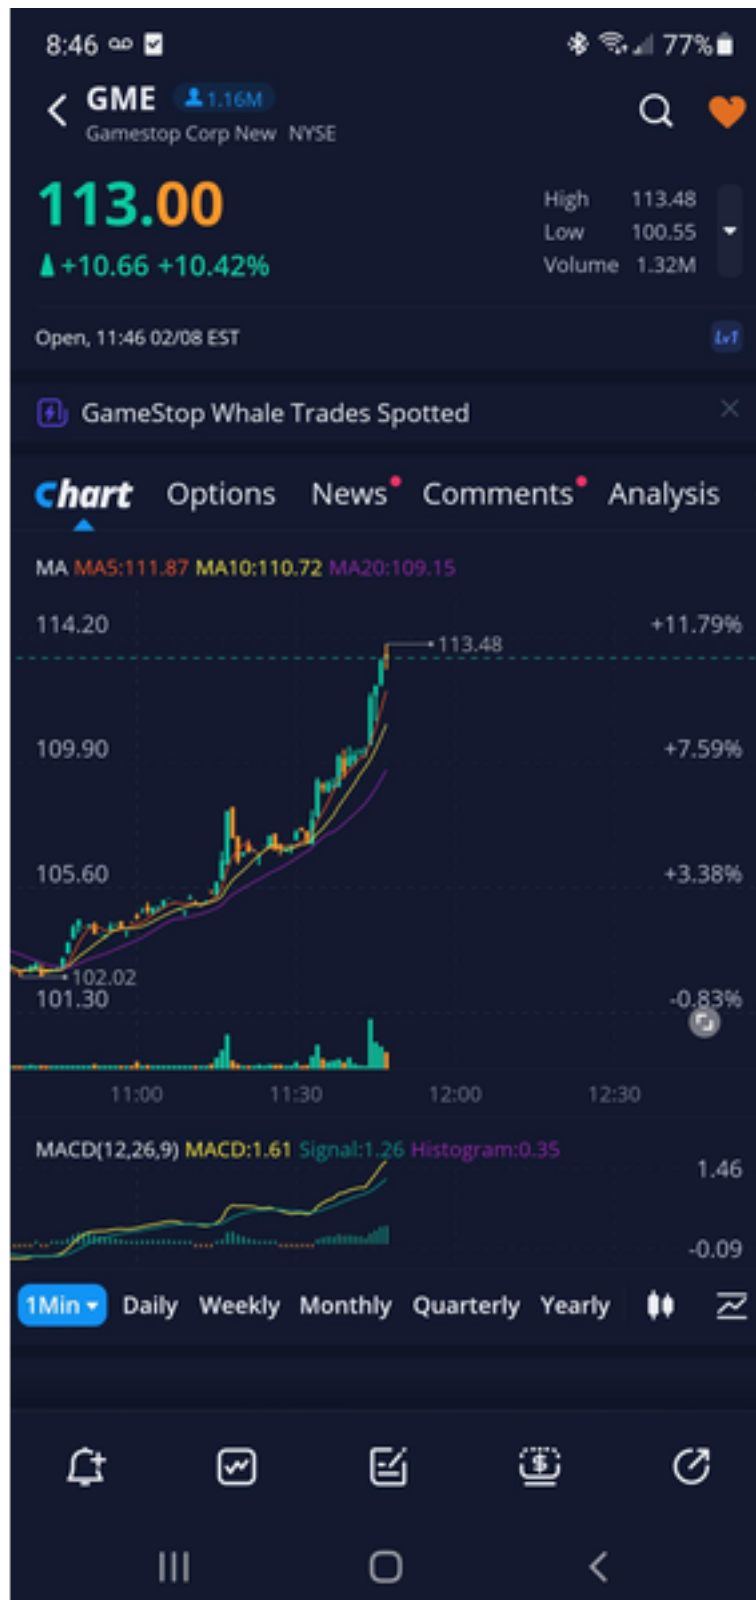 8:46 77%
GME 1.16M
Gamestop Corp New NYSE
113.00
+10.66 +10.42%
High 113.48
Low 100.55
Volume 1.32M
Open, 11:46 02/08 EST
Lv1
GameStop Whale Trades Spotted
Chart Options News Comments Analysis
MA MA5:111.87 MA10:110.72 MA20:109.15
114.20 +11.79%
113.48
109.90 +7.59%
105.60 +3.38%
102.02
101.30 -0.83%
11:00 11:30 12:00 12:30
MACD(12,26,9) MACD:1.61 Signal:1.26 Histogram:0.35
1.46
-0.09
1Min Daily Weekly Monthly Quarterly Yearly